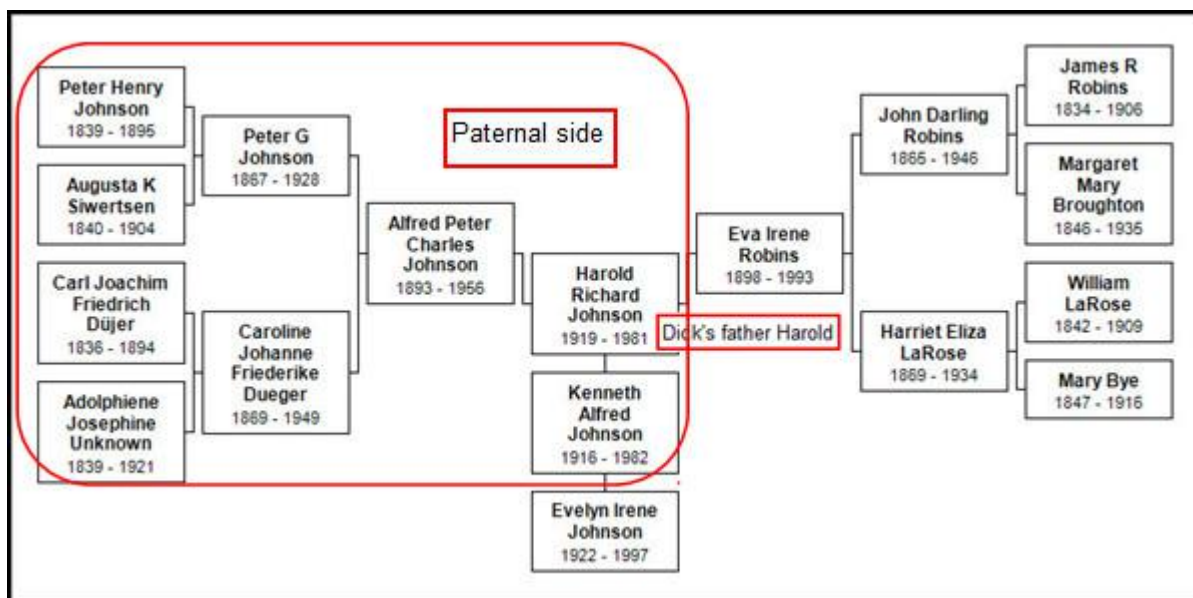 Peter Henry
Johnson
1839 - 1895
Augusta K
Siwertsen
1840 - 1904
Carl Joachim
Friedrich
Düjer
1836 - 1894
Adolphiene
Josephine
Unknown
1839 - 1921
Peter G
Johnson
1867 - 1928
Caroline
Johanne
Friederike
Dueger
1869 - 1949
Paternal side
Alfred Peter
Charles
Johnson
1893 - 1956
Harold
Richard
Johnson
1919 - 1981
Dick's father Harold
Kenneth
Alfred
Johnson
1916 - 1982
Evelyn Irene
Johnson
1922 - 1997
Eva Irene
Robins
1898 - 1993
John Darling
Robins
1865 - 1946
Harriet Eliza
LaRose
1869 - 1934
James R
Robins
1834 - 1906
Margaret
Mary
Broughton
1846 - 1935
William
LaRose
1842 - 1909
Mary Bye
1847 - 1916